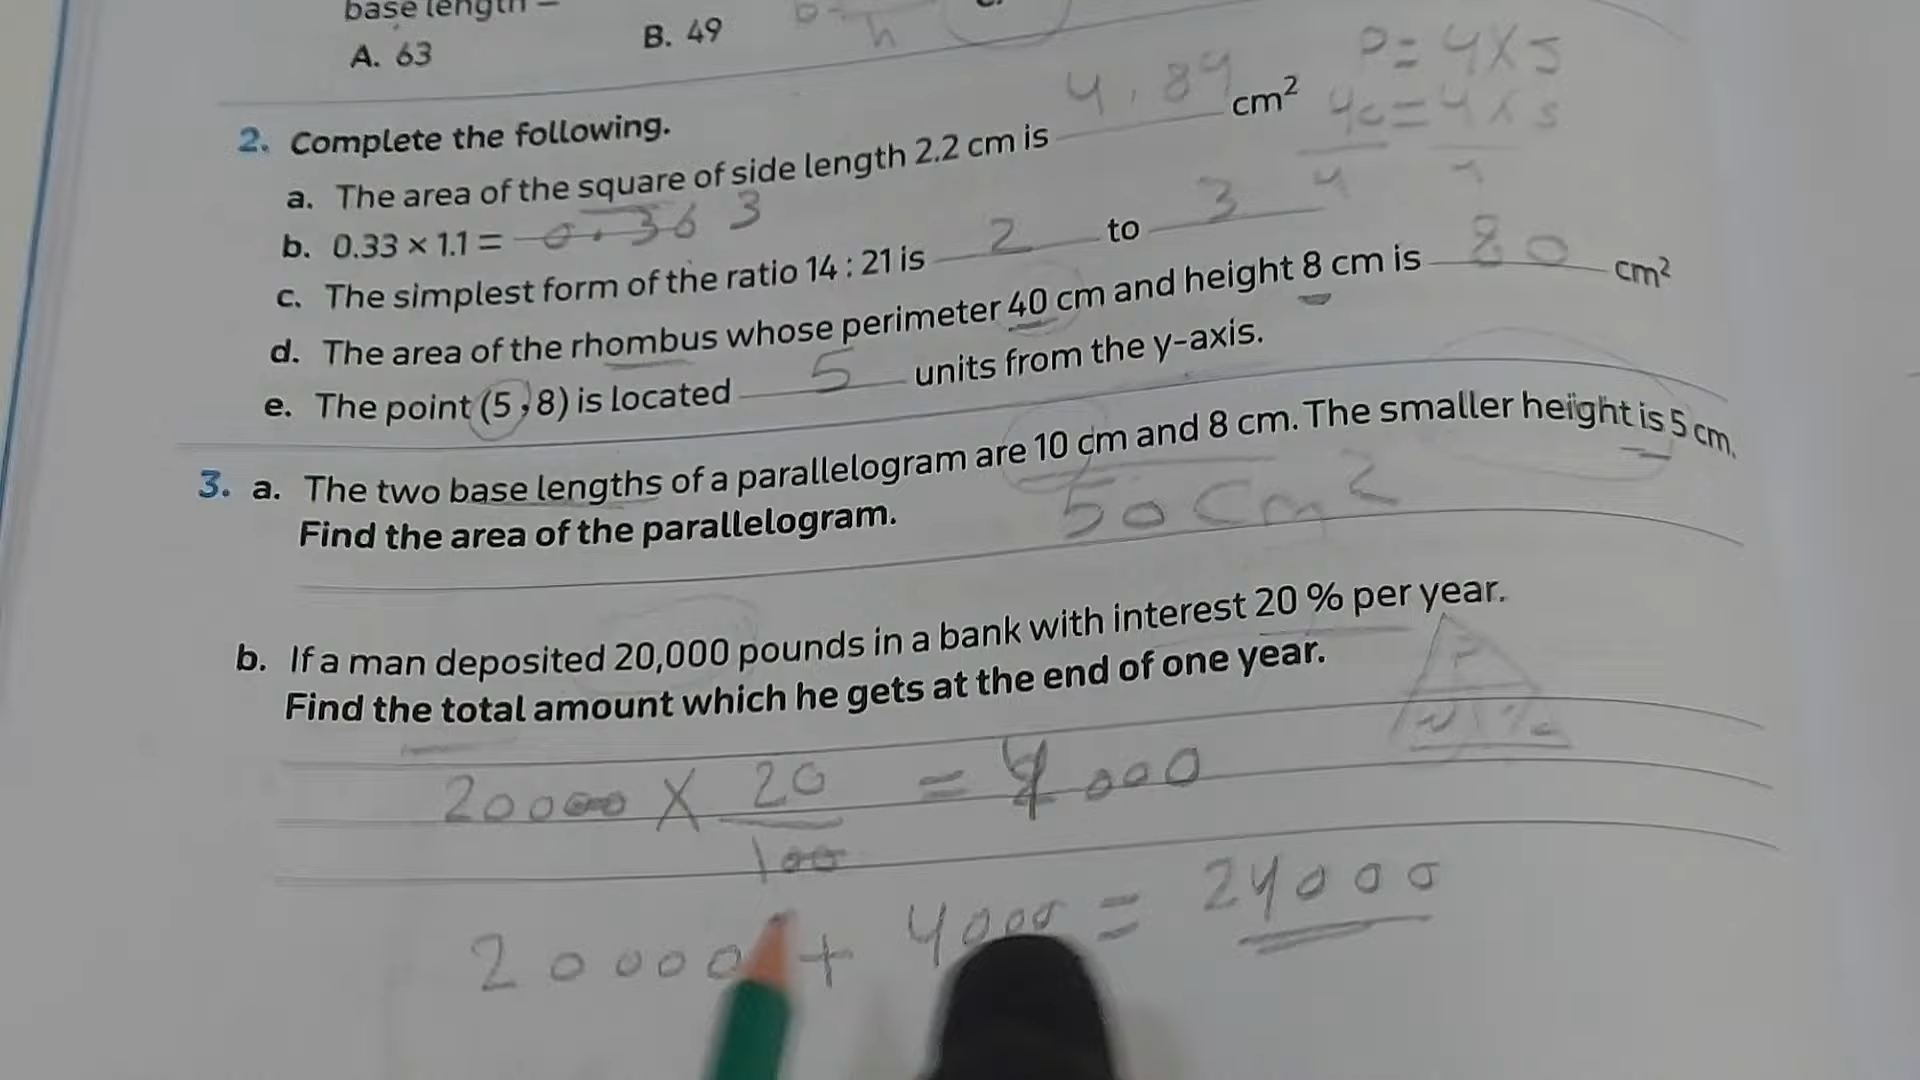 base length =
A. 63
B. 49
b
h
P = 4 × S
2. Complete the following.
a. The area of the square of side length 2.2 cm is 4.84 cm²
40 = 4 × S
4 4
b. 0.33 × 1.1 = 0.363
c. The simplest form of the ratio 14 : 21 is 2 to 3
d. The area of the rhombus whose perimeter 40 cm and height 8 cm is 80 cm²
e. The point (5,8) is located 5 units from the y-axis.
3. a. The two base lengths of a parallelogram are 10 cm and 8 cm. The smaller height is 5 cm.
Find the area of the parallelogram. 50 cm²
b. If a man deposited 20,000 pounds in a bank with interest 20 % per year.
Find the total amount which he gets at the end of one year.
P
W %
20000 × 20 = 4000
100
20000 + 4000 = 24000